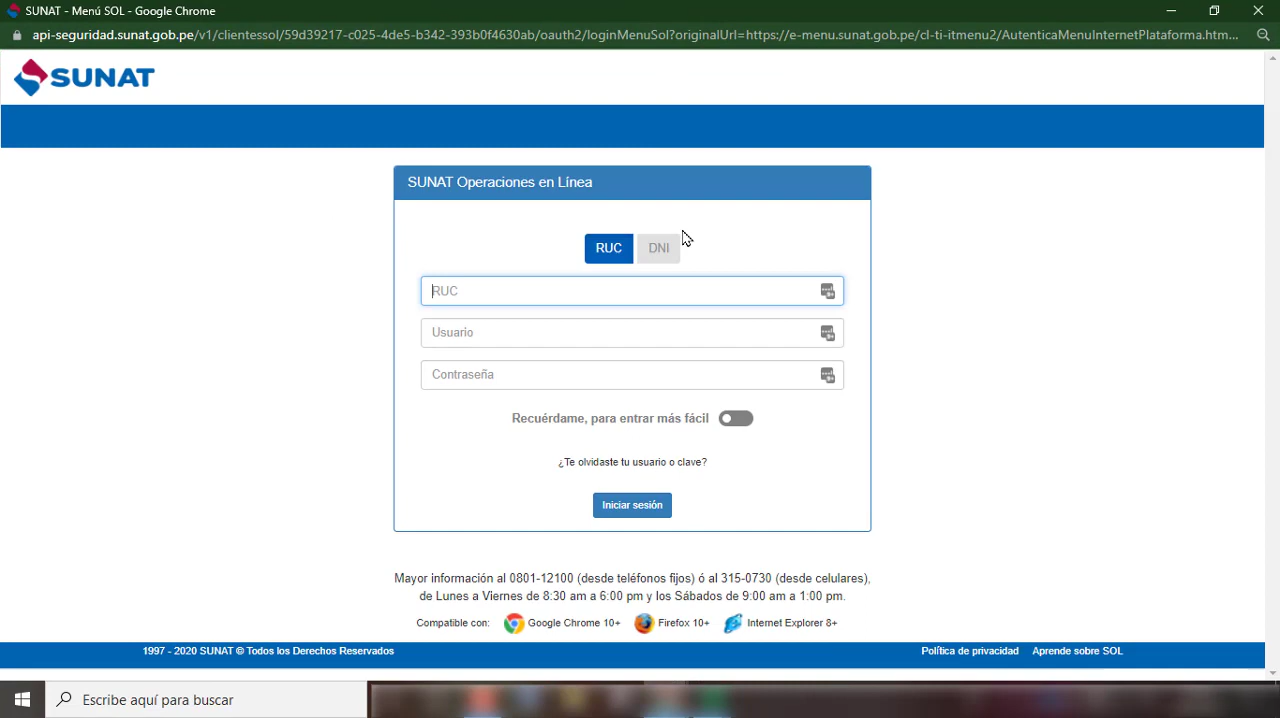 SUNAT - Menú SOL - Google Chrome
api-seguridad.sunat.gob.pe/v1/clientessol/59d39217-c025-4de5-b342-393b0f4630ab/oauth2/loginMenuSol?originalUrl=https://e-menu.sunat.gob.pe/cl-ti-itmenu2/AutenticaMenuInternetPlataforma.htm...
SUNAT
SUNAT Operaciones en Línea
RUC DNI
RUC
Usuario
Contraseña
Recuérdame, para entrar más fácil
¿Te olvidaste tu usuario o clave?
Iniciar sesión
Mayor información al 0801-12100 (desde teléfonos fijos) ó al 315-0730 (desde celulares),
de Lunes a Viernes de 8:30 am a 6:00 pm y los Sábados de 9:00 am a 1:00 pm.
Compatible con: Google Chrome 10+ Firefox 10+ Internet Explorer 8+
1997 - 2020 SUNAT © Todos los Derechos Reservados Política de privacidad Aprende sobre SOL
Escribe aquí para buscar